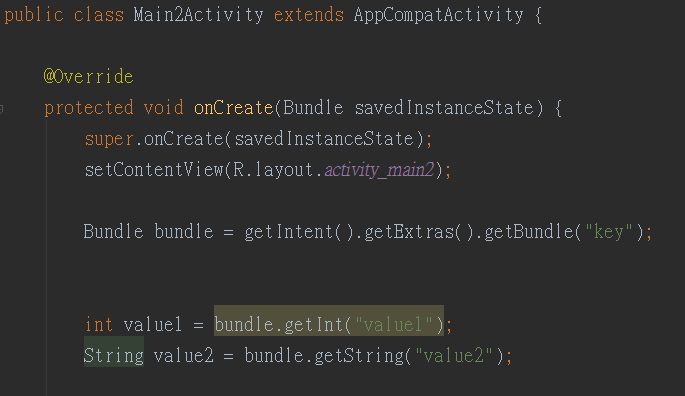 public class Main2Activity extends AppCompatActivity {
@Override
protected void onCreate(Bundle savedInstanceState) {
super.onCreate(savedInstanceState);
setContentView(R.layout.activity_main2);
Bundle bundle = getIntent().getExtras().getBundle("key");
int value1 = bundle.getInt("value1");
String value2 = bundle.getString("value2");